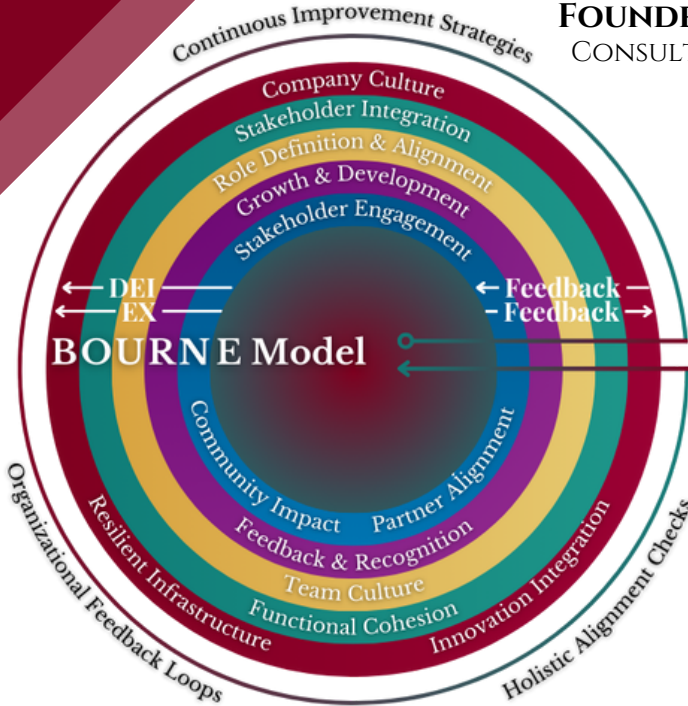 FOUNDE
CONSULT
Continuous Improvement Strategies
Company Culture
Stakeholder Integration
Role Definition & Alignment
Growth & Development
Stakeholder Engagement
DEI
Feedback
EX
Feedback
BOURNE Model
Community Impact
Partner Alignment
Feedback & Recognition
Team Culture
Functional Cohesion
Resilient Infrastructure
Innovation Integration
Organizational Feedback Loops
Holistic Alignment Checks